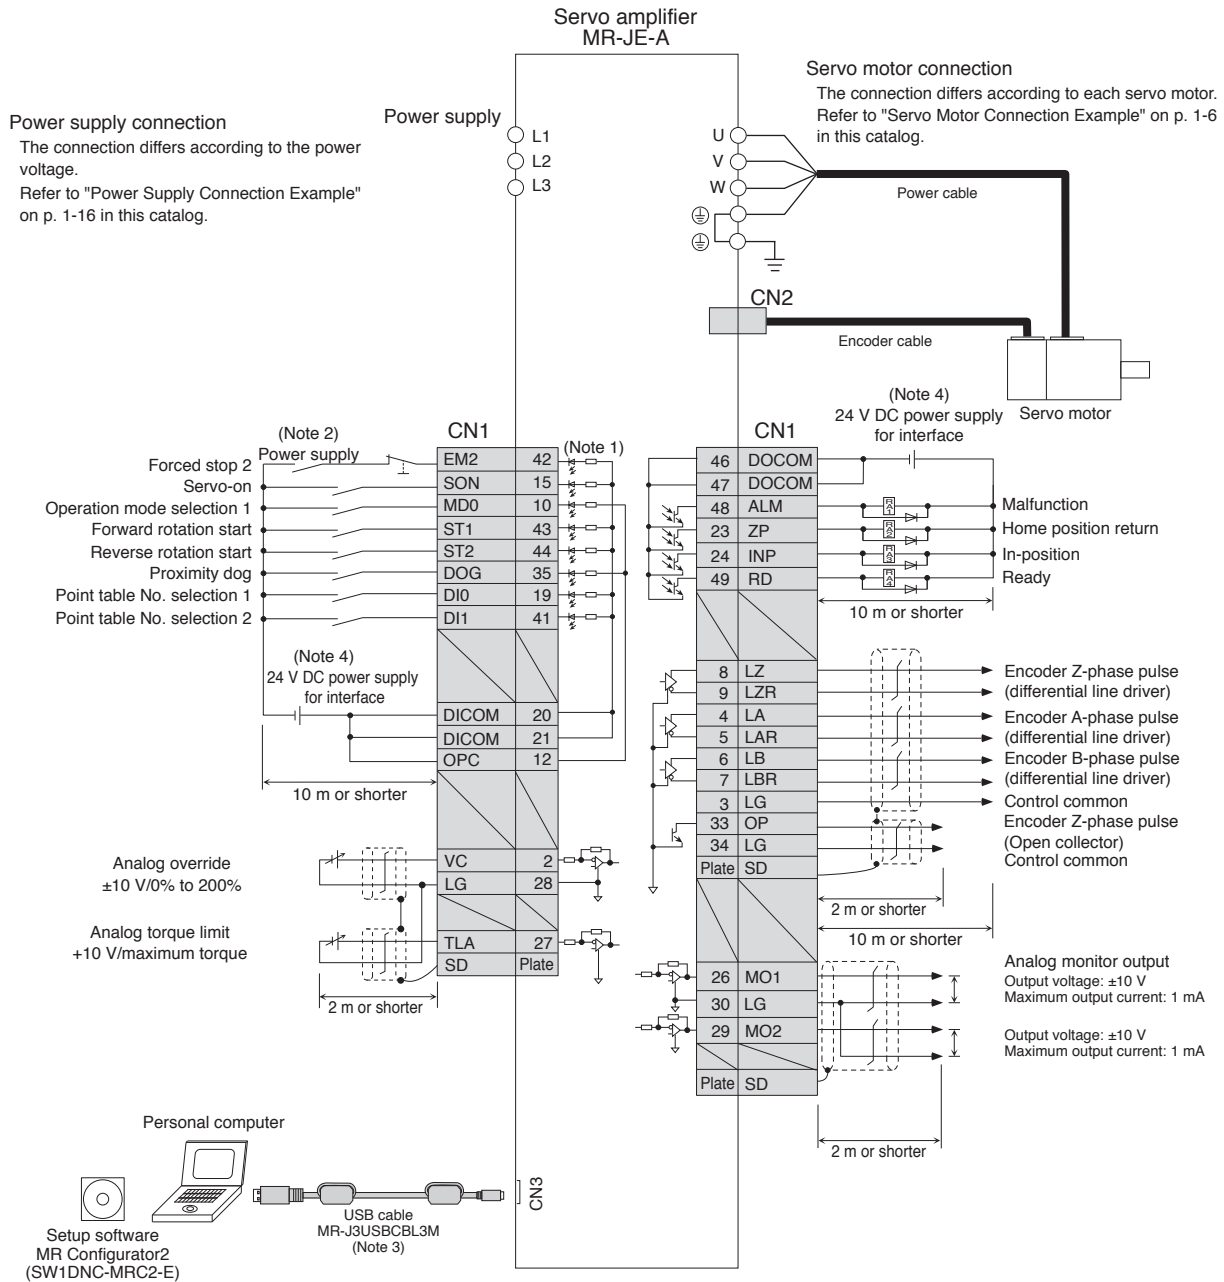 Servo amplifier
MR-JE-A
Power supply connection
The connection differs according to the power
voltage.
Refer to "Power Supply Connection Example"
on p. 1-16 in this catalog.
Power supply
L1
L2
L3
Servo motor connection
The connection differs according to each servo motor.
Refer to "Servo Motor Connection Example" on p. 1-6
in this catalog.
U
V
W
Power cable
CN2
Encoder cable
Servo motor
CN1
(Note 1)
(Note 2)
Power supply
Forced stop 2
EM2 42
Servo-on
SON 15
Operation mode selection 1
MD0 10
Forward rotation start
ST1 43
Reverse rotation start
ST2 44
Proximity dog
DOG 35
Point table No. selection 1
DI0 19
Point table No. selection 2
DI1 41
(Note 4)
24 V DC power supply
for interface
DICOM 20
DICOM 21
OPC 12
10 m or shorter
Analog override
±10 V/0% to 200%
VC 2
LG 28
Analog torque limit
+10 V/maximum torque
TLA 27
SD Plate
2 m or shorter
(Note 4)
24 V DC power supply
for interface
CN1
46 DOCOM
47 DOCOM
48 ALM
RA1
Malfunction
23 ZP
RA2
Home position return
24 INP
RA3
In-position
49 RD
RA4
Ready
10 m or shorter
8 LZ
Encoder Z-phase pulse
9 LZR
(differential line driver)
4 LA
Encoder A-phase pulse
5 LAR
(differential line driver)
6 LB
Encoder B-phase pulse
7 LBR
(differential line driver)
3 LG
Control common
33 OP
Encoder Z-phase pulse
(Open collector)
34 LG
Control common
Plate SD
2 m or shorter
10 m or shorter
Analog monitor output
26 MO1
Output voltage: ±10 V
Maximum output current: 1 mA
30 LG
29 MO2
Output voltage: ±10 V
Maximum output current: 1 mA
Plate SD
2 m or shorter
Personal computer
CN3
USB cable
MR-J3USBCBL3M
(Note 3)
Setup software
MR Configurator2
(SW1DNC-MRC2-E)